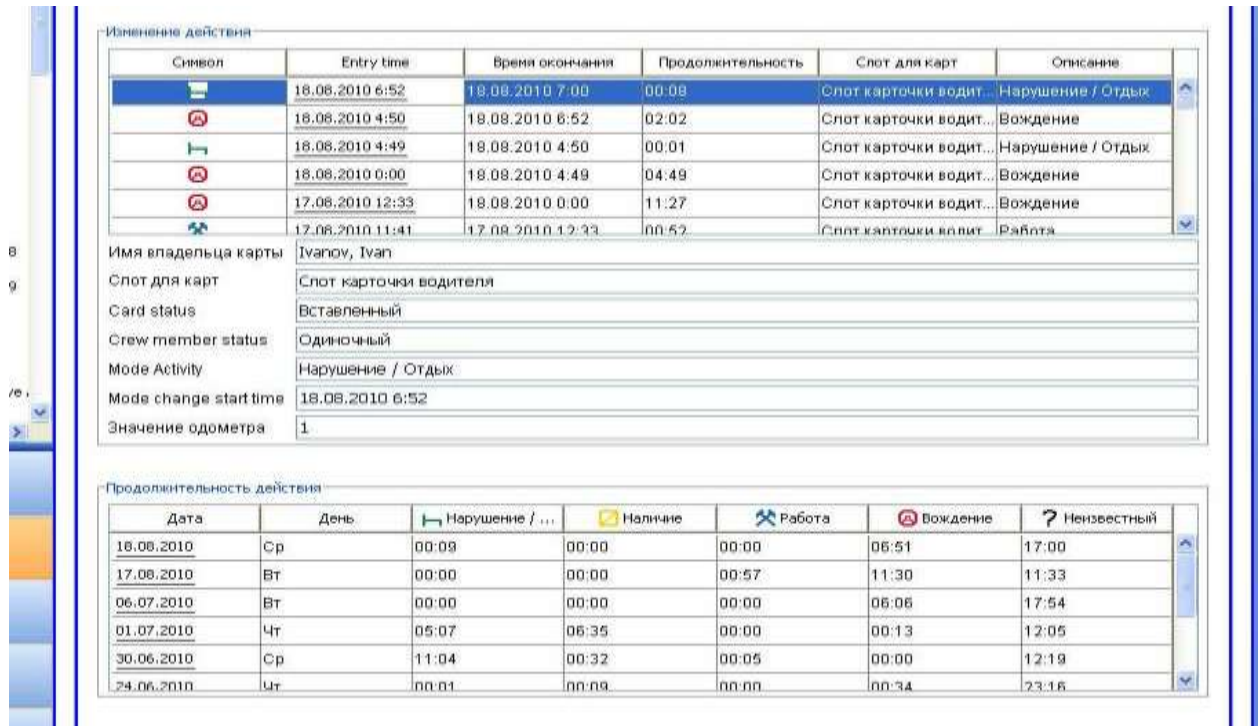 Изменение действия
Символ Entry time Время окончания Продолжительность Слот для карт Описание
18.08.2010 6:52 18.08.2010 7:00 00:08 Слот карточки водит... Нарушение / Отдых
18.08.2010 4:50 18.08.2010 6:52 02:02 Слот карточки водит... Вождение
18.08.2010 4:49 18.08.2010 4:50 00:01 Слот карточки водит... Нарушение / Отдых
18.08.2010 0:00 18.08.2010 4:49 04:49 Слот карточки водит... Вождение
17.08.2010 12:33 18.08.2010 0:00 11:27 Слот карточки водит... Вождение
17.08.2010 11:41 17.08.2010 12:33 00:52 Слот карточки водит... Работа
Имя владельца карты Ivanov, Ivan
Слот для карт Слот карточки водителя
Card status Вставленный
Crew member status Одиночный
Mode Activity Нарушение / Отдых
Mode change start time 18.08.2010 6:52
Значение одометра 1
Продолжительность действия
Дата День Нарушение / ... Наличие Работа Вождение ? Неизвестный
18.08.2010 Ср 00:09 00:00 00:00 06:51 17:00
17.08.2010 Вт 00:00 00:00 00:57 11:30 11:33
06.07.2010 Вт 00:00 00:00 00:00 06:06 17:54
01.07.2010 Чт 05:07 06:35 00:00 00:13 12:05
30.06.2010 Ср 11:04 00:32 00:05 00:00 12:19
24.06.2010 Чт 00:01 00:09 00:00 00:34 23:16